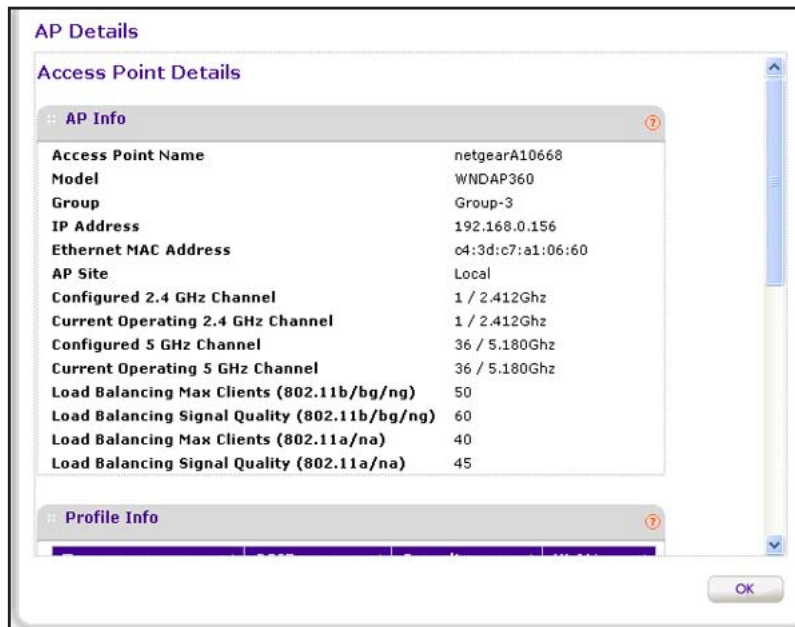 AP Details
Access Point Details
AP Info
?
Access Point Name netgearA10668
Model WNDAP360
Group Group-3
IP Address 192.168.0.156
Ethernet MAC Address c4:3d:c7:a1:06:60
AP Site Local
Configured 2.4 GHz Channel 1 / 2.412Ghz
Current Operating 2.4 GHz Channel 1 / 2.412Ghz
Configured 5 GHz Channel 36 / 5.180Ghz
Current Operating 5 GHz Channel 36 / 5.180Ghz
Load Balancing Max Clients (802.11b/bg/ng) 50
Load Balancing Signal Quality (802.11b/bg/ng) 60
Load Balancing Max Clients (802.11a/na) 40
Load Balancing Signal Quality (802.11a/na) 45
Profile Info
?
OK